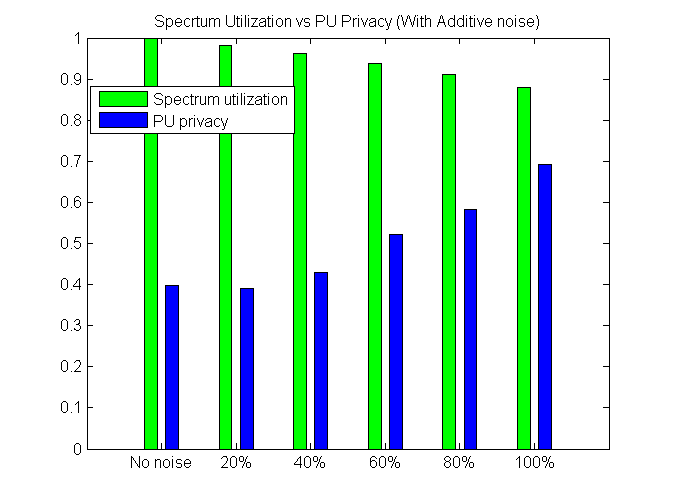 Specrtum Utilization vs PU Privacy (With Additive noise)
1
0.9
0.8
0.7
0.6
0.5
0.4
0.3
0.2
0.1
0
Spectrum utilization
PU privacy
No noise 20% 40% 60% 80% 100%